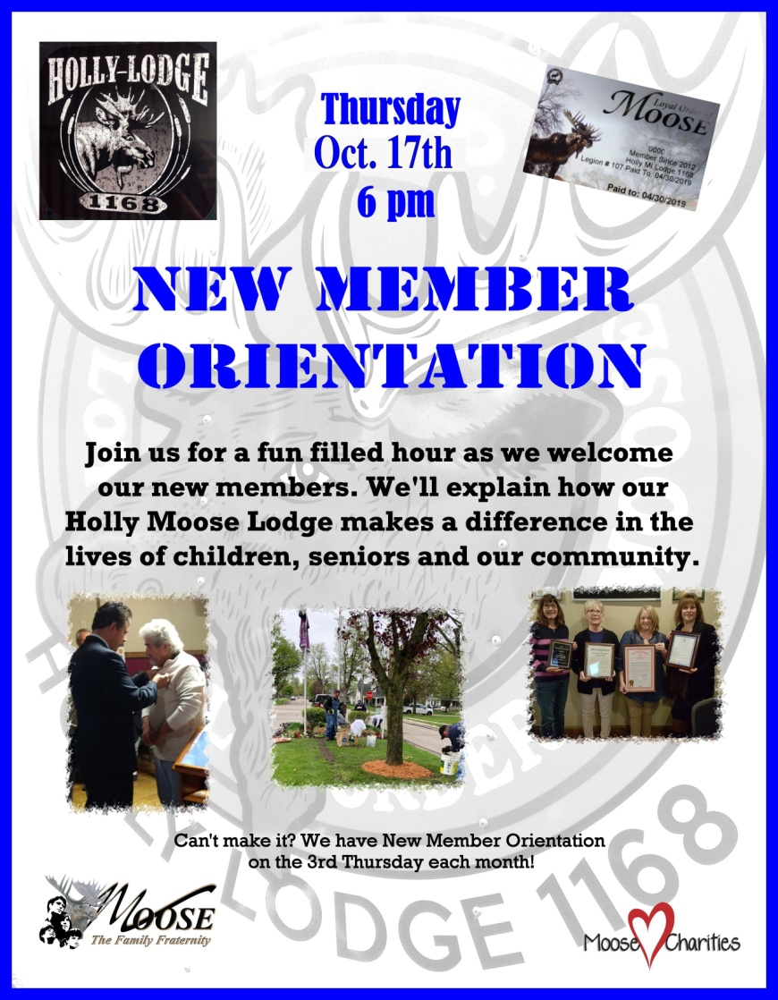 HOLLY-LODGE
1168
Thursday
Oct. 17th
6 pm
Loyal Order of
MOOSE
Member Since 2012
Holly MI Lodge 1168
Legion # 107 Paid To: 04/30/2019
Paid to: 04/30/2019
NEW MEMBER
ORIENTATION
Join us for a fun filled hour as we welcome
our new members. We'll explain how our
Holly Moose Lodge makes a difference in the
lives of children, seniors and our community.
Can't make it? We have New Member Orientation
on the 3rd Thursday each month!
LODGE 1168
MOOSE
The Family Fraternity
Moose Charities